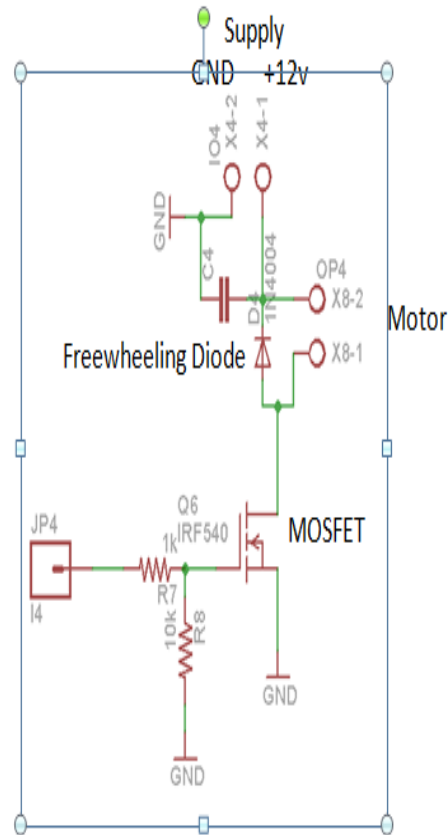 Supply
GND +12v
IO4
X4-2
X4-1
GND
C4
D4
1N4004
OP4
X8-2
Motor
X8-1
Freewheeling Diode
Q6
IRF540
MOSFET
JP4
1k
R7
I4
10k
R8
GND
GND